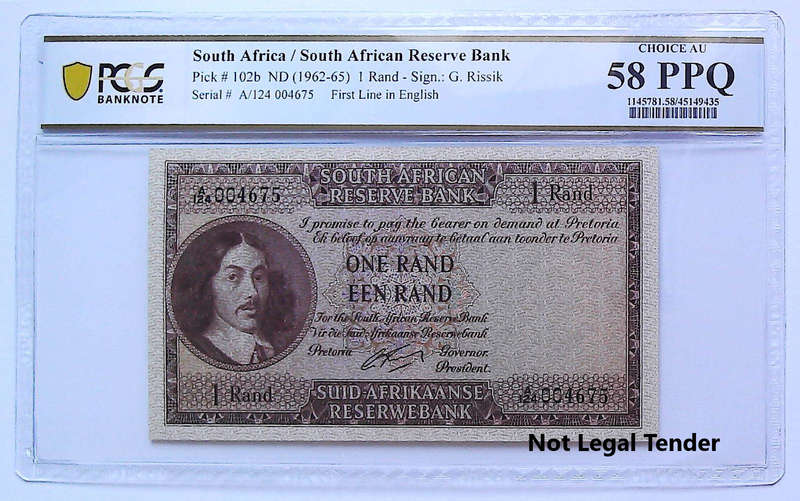 PCGS
BANKNOTE
South Africa / South African Reserve Bank
Pick # 102b ND (1962-65) 1 Rand - Sign.: G. Rissik
Serial # A/124 004675 First Line in English
CHOICE AU
58 PPQ
1145781.58/45149435
SOUTH AFRICAN
RESERVE BANK
A/124 004675
1 Rand
I promise to pay the bearer on demand at Pretoria
Ek beloof op aanvraag te betaal aan toonder te Pretoria
ONE RAND
EEN RAND
For the South African Reserve Bank
Vir die Suid-Afrikaanse Reserwebank
Pretoria Governor.
President.
1 Rand
SUID-AFRIKAANSE
RESERWEBANK
A/124 004675
Not Legal Tender